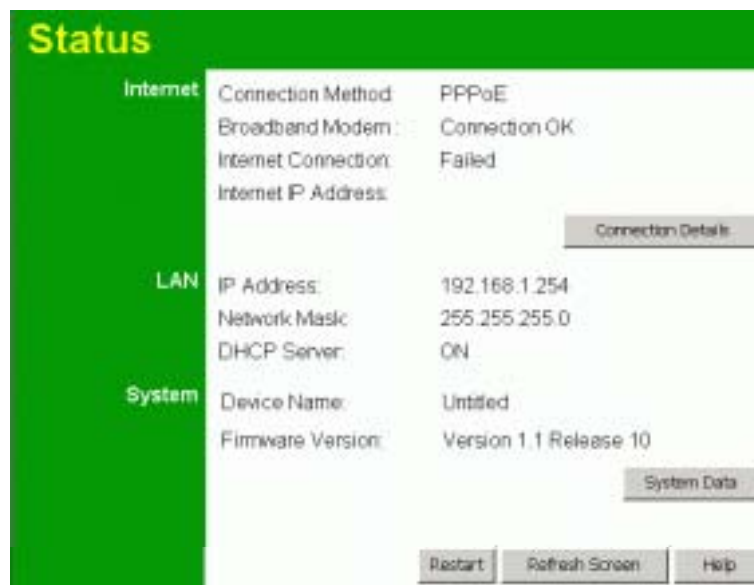 Status
Internet
Connection Method: PPPoE
Broadband Modem : Connection OK
Internet Connection: Failed
Internet IP Address:
Connection Details
LAN
IP Address: 192.168.1.254
Network Mask: 255.255.255.0
DHCP Server: ON
System
Device Name: Untitled
Firmware Version: Version 1.1 Release 10
System Data
Restart Refresh Screen Help